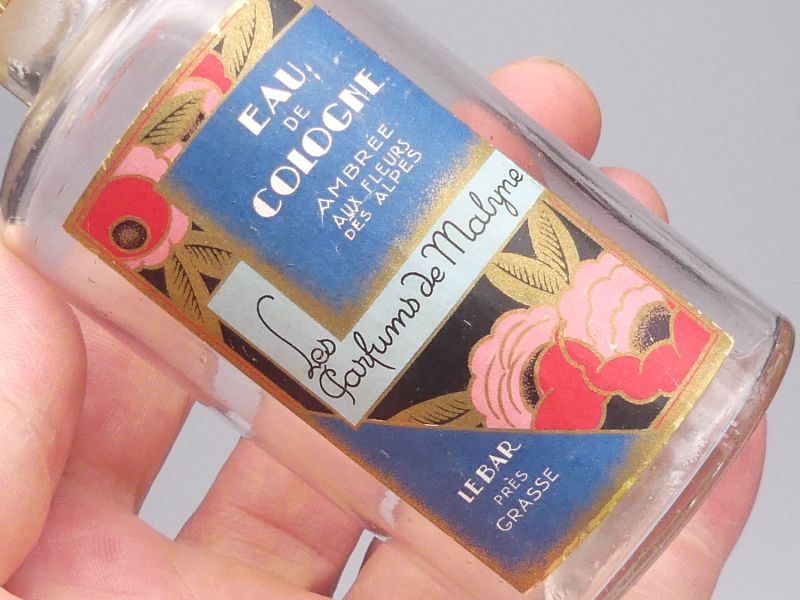 EAU
DE
COLOGNE
AMBRÉE
AUX FLEURS
DES ALPES
Les
Parfums de Malyne
LE BAR
PRÈS
GRASSE